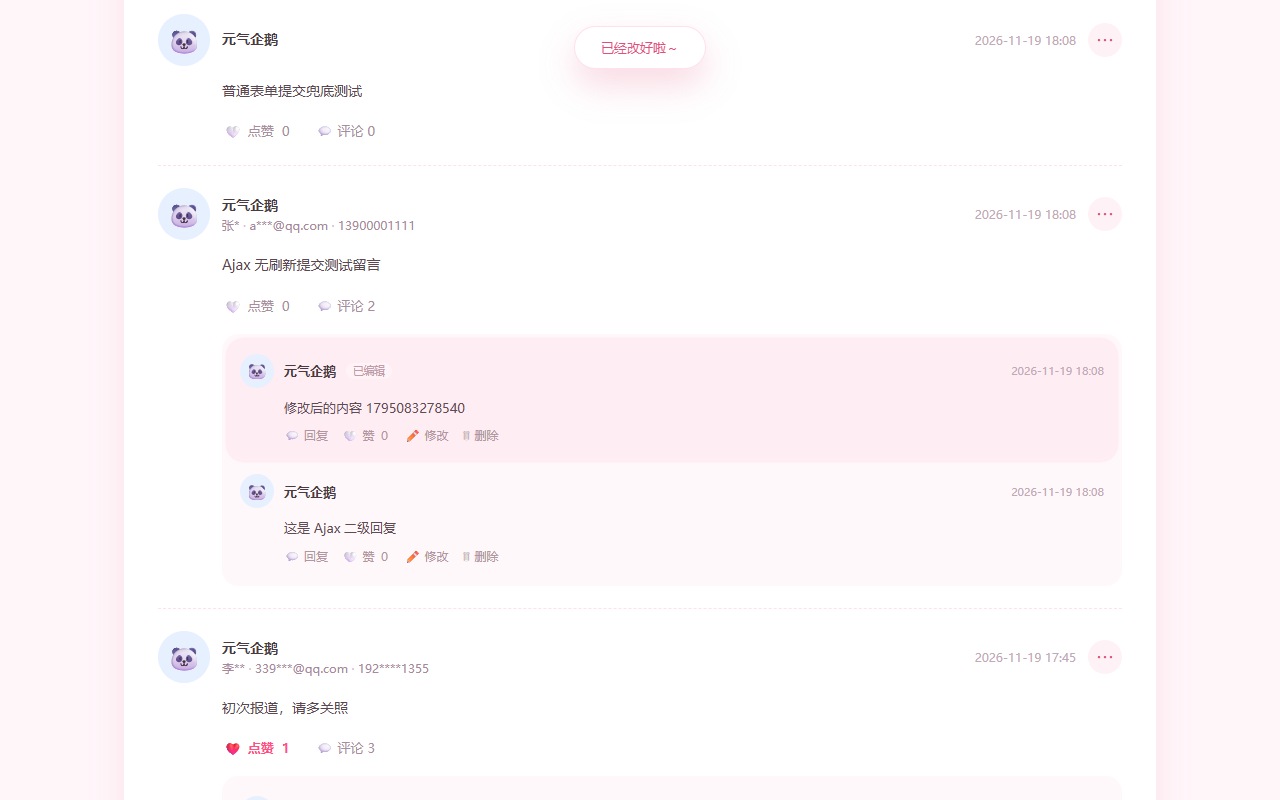 元气企鹅
2026-11-19 18:08
已经改好啦～
普通表单提交兜底测试
点赞 0 评论 0
元气企鹅
张* · a***@qq.com · 13900001111
2026-11-19 18:08
Ajax 无刷新提交测试留言
点赞 0 评论 2
元气企鹅 已编辑
2026-11-19 18:08
修改后的内容 1795083278540
回复 赞 0 修改 删除
元气企鹅
2026-11-19 18:08
这是 Ajax 二级回复
回复 赞 0 修改 删除
元气企鹅
李** · 339***@qq.com · 192****1355
2026-11-19 17:45
初次报道，请多关照
点赞 1 评论 3